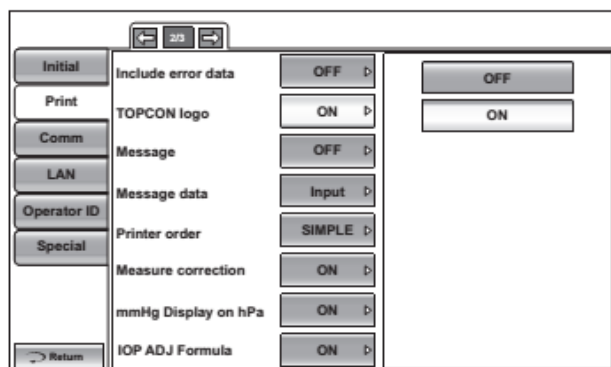 2/3
Initial
Print
Comm
LAN
Operator ID
Special
Return
Include error data OFF
TOPCON logo ON
Message OFF
Message data Input
Printer order SIMPLE
Measure correction ON
mmHg Display on hPa ON
IOP ADJ Formula ON
OFF
ON